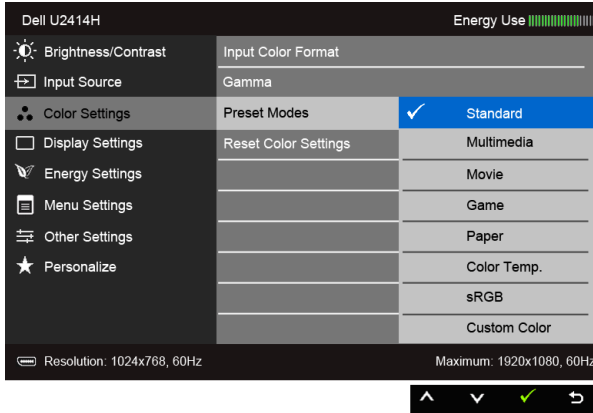 Dell U2414H
Energy Use
Brightness/Contrast
Input Color Format
Input Source
Gamma
Color Settings
Preset Modes
Standard
Display Settings
Reset Color Settings
Multimedia
Energy Settings
Movie
Menu Settings
Game
Other Settings
Paper
Personalize
Color Temp.
sRGB
Custom Color
Resolution: 1024x768, 60Hz
Maximum: 1920x1080, 60Hz